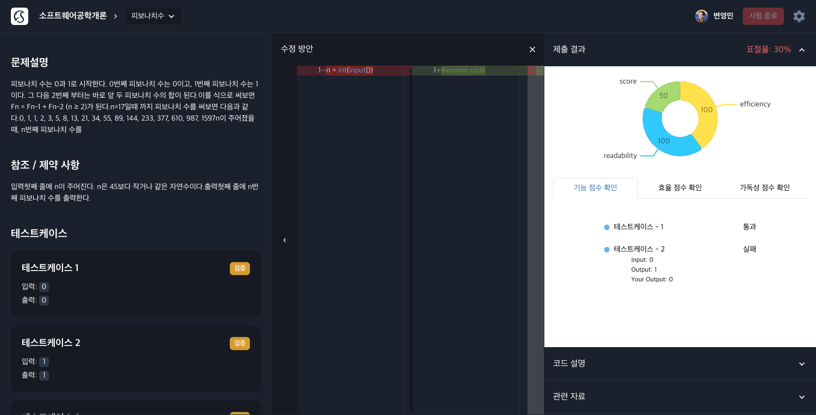 소프트웨어공학개론
피보나치수
변영민
시험 종료
문제설명
피보나치 수는 0과 1로 시작한다. 0번째 피보나치 수는 0이고, 1번째 피보나치 수는 1
이다. 그 다음 2번째 부터는 바로 앞 두 피보나치 수의 합이 된다.이를 식으로 써보면
Fn = Fn-1 + Fn-2 (n ≥ 2)가 된다.n=17일때 까지 피보나치 수를 써보면 다음과 같
다.0, 1, 1, 2, 3, 5, 8, 13, 21, 34, 55, 89, 144, 233, 377, 610, 987, 1597n이 주어졌을
때, n번째 피보나치 수를
참조 / 제약 사항
입력첫째 줄에 n이 주어진다. n은 45보다 작거나 같은 자연수이다.출력첫째 줄에 n번
째 피보나치 수를 출력한다.
테스트케이스
테스트케이스 1
검증
입력: 0
출력: 0
테스트케이스 2
검증
입력: 1
출력: 1
수정 방안
1 - n = int(input())
1 + #answer code
제출 결과
표절율: 30%
score
50
100
efficiency
100
readability
기능 점수 확인
효율 점수 확인
가독성 점수 확인
테스트케이스 - 1
통과
테스트케이스 - 2
실패
Input: 0
Output: 1
Your Output: 0
코드 설명
관련 자료